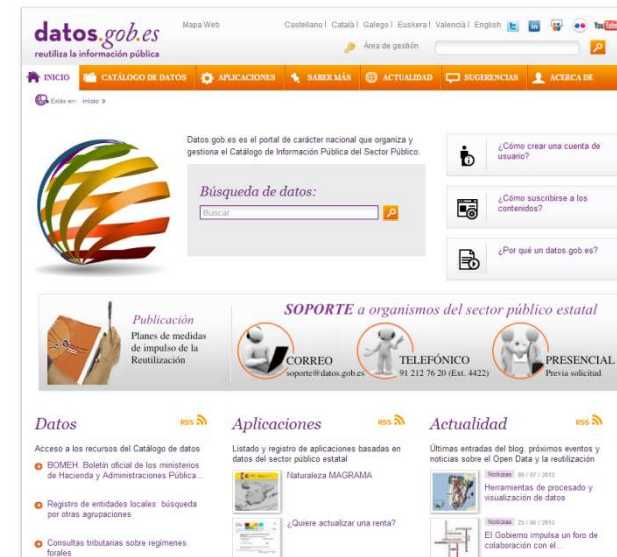 datos.gob.es
reutiliza la información pública
Mapa Web
Castellano | Català | Galego | Euskera | Valencià | English
You
Área de gestión
INICIO
CATÁLOGO DE DATOS
APLICACIONES
SABER MÁS
ACTUALIDAD
SUGERENCIAS
ACERCA DE
Estás en: inicio
Datos.gob.es es el portal de carácter nacional que organiza y
gestiona el Catálogo de Información Pública del Sector Público.
Búsqueda de datos:
Buscar
¿Cómo crear una cuenta de
usuario?
¿Cómo suscribirse a los
contenidos?
¿Por qué un datos.gob.es?
Publicación
Planes de medidas
de impulso de la
Reutilización
SOPORTE a organismos del sector público estatal
CORREO
soporte@datos.gob.es
TELEFÓNICO
91 212 76 20 (Ext. 4422)
PRESENCIAL
Previa solicitud
Datos
RSS
Acceso a los recursos del Catálogo de datos
BOMEH. Boletín oficial de los ministerios
de Hacienda y Administraciones Pública...
Registro de entidades locales: búsqueda
por otras agrupaciones
Consultas tributarias sobre regímenes
forales
Aplicaciones
RSS
Listado y registro de aplicaciones basadas en
datos del sector público estatal
Naturaleza MAGRAMA
¿Quiere actualizar una renta?
Actualidad
RSS
Últimas entradas del blog, próximos eventos y
noticias sobre el Open Data y la reutilización
Noticias
Herramientas de procesado y
visualización de datos
Noticias
El Gobierno impulsa un foro de
colaboración con el...